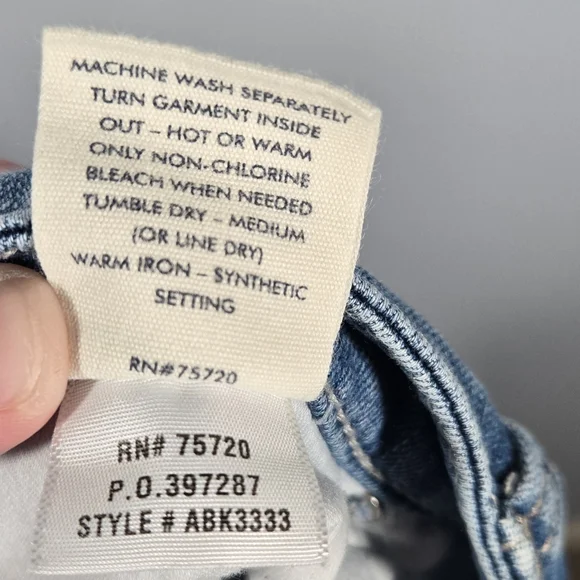 MACHINE WASH SEPARATELY
TURN GARMENT INSIDE
OUT – HOT OR WARM
ONLY NON-CHLORINE
BLEACH WHEN NEEDED
TUMBLE DRY – MEDIUM
(OR LINE DRY)
WARM IRON – SYNTHETIC
SETTING
RN#75720
RN# 75720
P.O.397287
STYLE # ABK3333